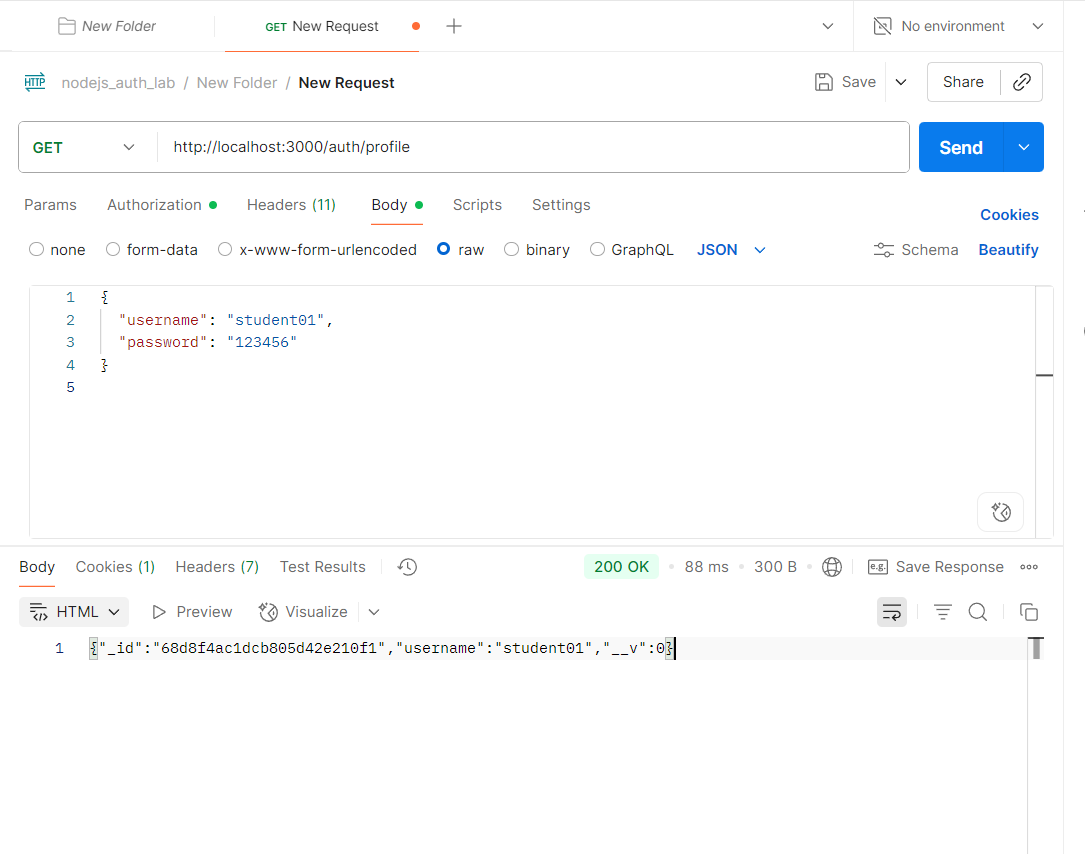 New Folder
GET New Request
No environment
HTTP nodejs_auth_lab / New Folder / New Request
Save
Share
GET
http://localhost:3000/auth/profile
Send
Params Authorization Headers (11) Body Scripts Settings
Cookies
none form-data x-www-form-urlencoded raw binary GraphQL JSON
Schema Beautify
1 {
2 "username": "student01",
3 "password": "123456"
4 }
5
Body Cookies (1) Headers (7) Test Results
200 OK • 88 ms • 300 B •
e.g. Save Response
HTML Preview Visualize
1 {"_id":"68d8f4ac1dcb805d42e210f1","username":"student01","__v":0}